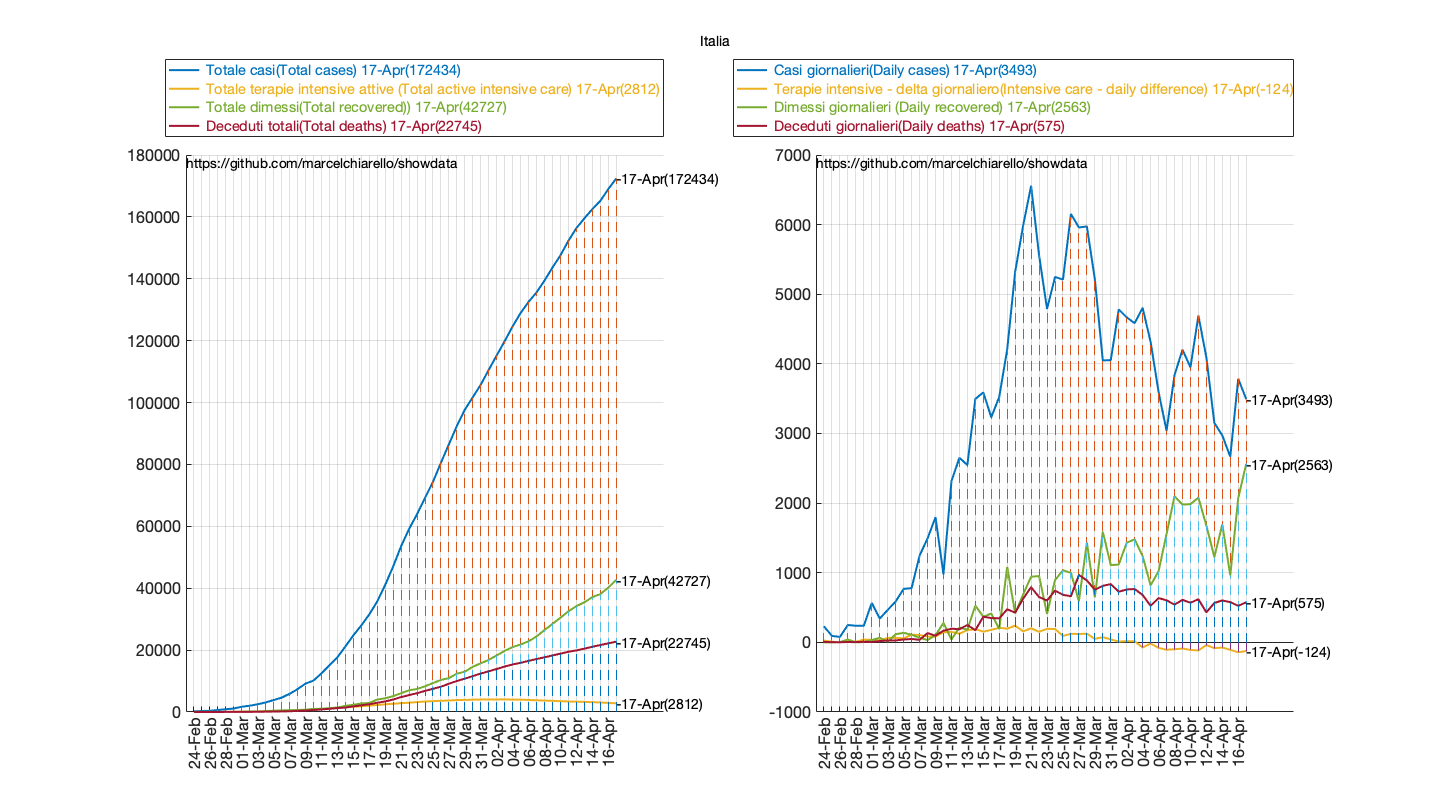 Italia
Totale casi(Total cases) 17-Apr(172434)
Totale terapie intensive attive (Total active intensive care) 17-Apr(2812)
Totale dimessi(Total recovered)) 17-Apr(42727)
Deceduti totali(Total deaths) 17-Apr(22745)
https://github.com/marcelchiarello/showdata
180000
160000
140000
120000
100000
80000
60000
40000
20000
0
17-Apr(172434)
17-Apr(42727)
17-Apr(22745)
17-Apr(2812)
24-Feb
26-Feb
28-Feb
01-Mar
03-Mar
05-Mar
07-Mar
09-Mar
11-Mar
13-Mar
15-Mar
17-Mar
19-Mar
21-Mar
23-Mar
25-Mar
27-Mar
29-Mar
31-Mar
02-Apr
04-Apr
06-Apr
08-Apr
10-Apr
12-Apr
14-Apr
16-Apr
Casi giornalieri(Daily cases) 17-Apr(3493)
Terapie intensive - delta giornaliero(Intensive care - daily difference) 17-Apr(-124)
Dimessi giornalieri (Daily recovered) 17-Apr(2563)
Deceduti giornalieri(Daily deaths) 17-Apr(575)
https://github.com/marcelchiarello/showdata
7000
6000
5000
4000
3000
2000
1000
0
-1000
17-Apr(3493)
17-Apr(2563)
17-Apr(575)
17-Apr(-124)
24-Feb
26-Feb
28-Feb
01-Mar
03-Mar
05-Mar
07-Mar
09-Mar
11-Mar
13-Mar
15-Mar
17-Mar
19-Mar
21-Mar
23-Mar
25-Mar
27-Mar
29-Mar
31-Mar
02-Apr
04-Apr
06-Apr
08-Apr
10-Apr
12-Apr
14-Apr
16-Apr